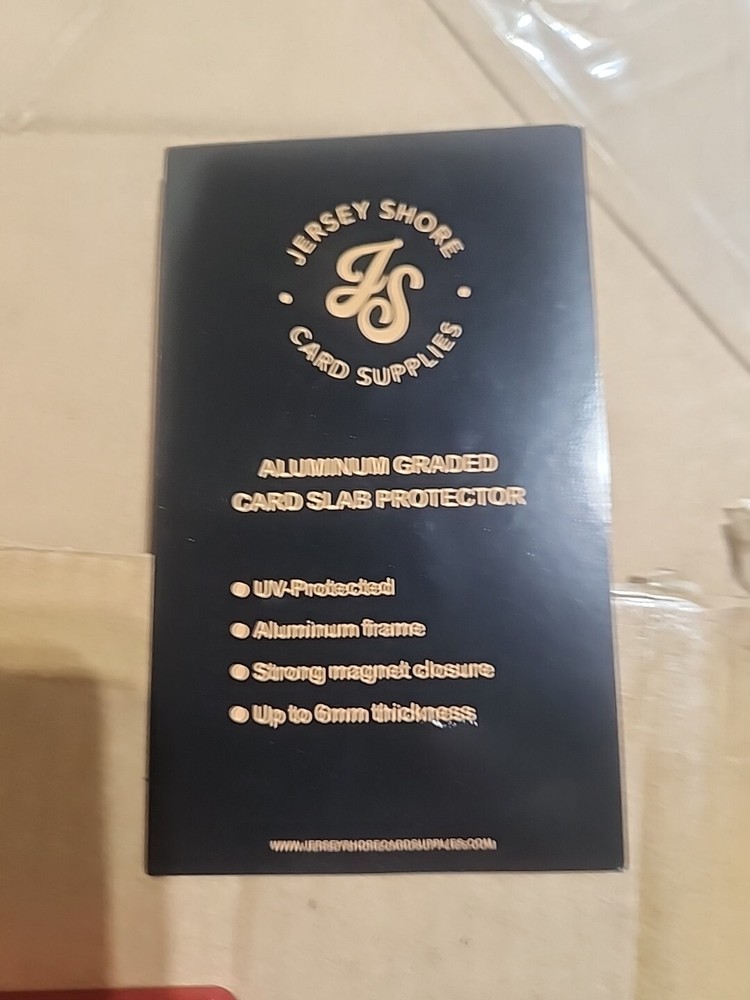 JERSEY SHORE
JS
CARD SUPPLIES
ALUMINUM GRADED
CARD SLAB PROTECTOR
● UV-Protected
● Aluminum frame
● Strong magnet closure
● Up to 6mm thickness
WWW.JERSEYSHORECARDSUPPLIES.COM